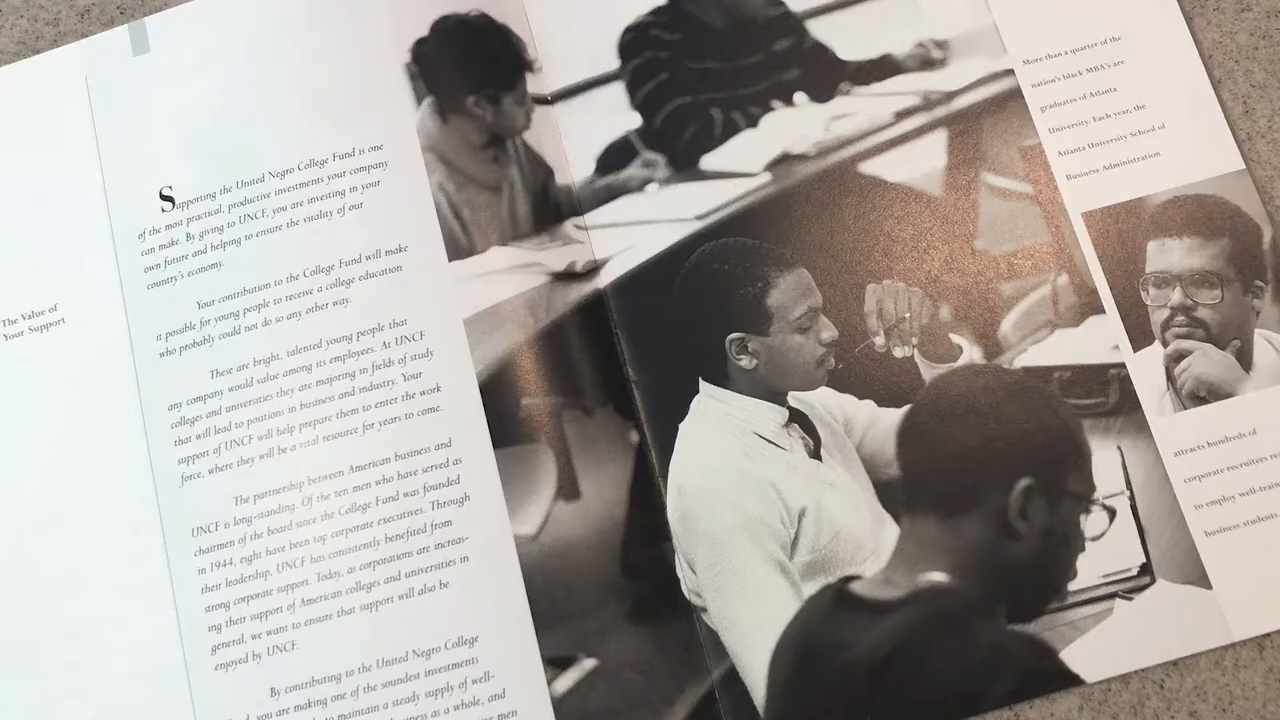 The Value of
Your Support
Supporting the United Negro College Fund is one
of the most practical, productive investments your company
can make. By giving to UNCF, you are investing in your
own future and helping to ensure the vitality of our
country's economy.
Your contribution to the College Fund will make
it possible for young people to receive a college education
who probably could not do so any other way.
These are bright, talented young people that
any company would value among its employees. At UNCF
colleges and universities they are majoring in fields of study
that will lead to positions in business and industry. Your
support of UNCF will help prepare them to enter the work
force, where they will be a vital resource for years to come.
The partnership between American business and
UNCF is long-standing. Of the ten men who have served as
chairmen of the board since the College Fund was founded
in 1944, eight have been top corporate executives. Through
their leadership, UNCF has consistently benefited from
strong corporate support. Today, as corporations are increas-
ing their support of American colleges and universities in
general, we want to ensure that support will also be
enjoyed by UNCF.
By contributing to the United Negro College
you are making one of the soundest investments
to maintain a steady supply of well-
business as a whole, and
men
More than a quarter of the
nation's black MBA's are
graduates of Atlanta
University. Each year, the
Atlanta University School of
Business Administration
attracts hundreds of
corporate recruiters
to employ well-train
business students.